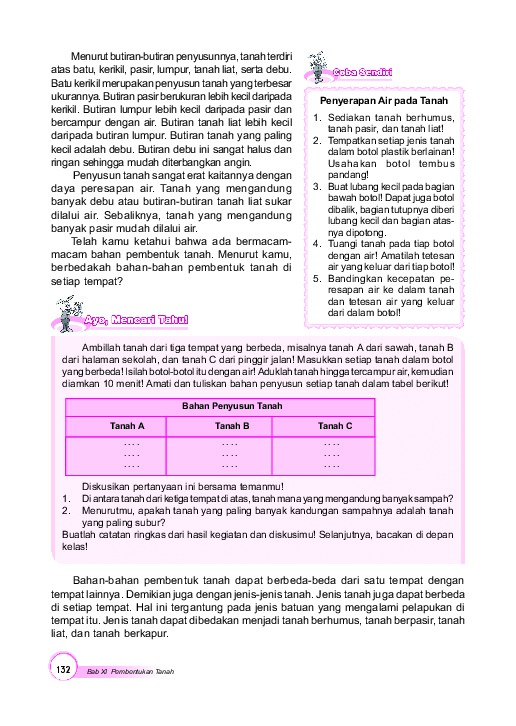 Menurut butiran-butiran penyusunnya, tanah terdiri
atas batu, kerikil, pasir, lumpur, tanah liat, serta debu.
Batu kerikil merupakan penyusun tanah yang terbesar
ukurannya. Butiran pasir berukuran lebih kecil daripada
kerikil. Butiran lumpur lebih kecil daripada pasir dan
bercampur dengan air. Butiran tanah liat lebih kecil
daripada butiran lumpur. Butiran tanah yang paling
kecil adalah debu. Butiran debu ini sangat halus dan
ringan sehingga mudah diterbangkan angin.
Penyusun tanah sangat erat kaitannya dengan
daya peresapan air. Tanah yang mengandung
banyak debu atau butiran-butiran tanah liat sukar
dilalui air. Sebaliknya, tanah yang mengandung
banyak pasir mudah dilalui air.
Telah kamu ketahui bahwa ada bermacam-
macam bahan pembentuk tanah. Menurut kamu,
berbedakah bahan-bahan pembentuk tanah di
setiap tempat?
Coba Sendiri
Penyerapan Air pada Tanah
1. Sediakan tanah berhumus,
tanah pasir, dan tanah liat!
2. Tempatkan setiap jenis tanah
dalam botol plastik berlainan!
Usahakan botol tembus
pandang!
3. Buat lubang kecil pada bagian
bawah botol! Dapat juga botol
dibalik, bagian tutupnya diberi
lubang kecil dan bagian atas-
nya dipotong.
4. Tuangi tanah pada tiap botol
dengan air! Amatilah tetesan
air yang keluar dari tiap botol!
5. Bandingkan kecepatan pe-
resapan air ke dalam tanah
dan tetesan air yang keluar
dari dalam botol!
Ayo, Mencari Tahu!
Ambillah tanah dari tiga tempat yang berbeda, misalnya tanah A dari sawah, tanah B
dari halaman sekolah, dan tanah C dari pinggir jalan! Masukkan setiap tanah dalam botol
yang berbeda! Isilah botol-botol itu dengan air! Aduklah tanah hingga tercampur air, kemudian
diamkan 10 menit! Amati dan tuliskan bahan penyusun setiap tanah dalam tabel berikut!
Bahan Penyusun Tanah
Tanah A Tanah B Tanah C
. . . . . . . . . . . .
. . . . . . . . . . . .
. . . . . . . . . . . .
Diskusikan pertanyaan ini bersama temanmu!
1. Di antara tanah dari ketiga tempat di atas, tanah mana yang mengandung banyak sampah?
2. Menurutmu, apakah tanah yang paling banyak kandungan sampahnya adalah tanah
yang paling subur?
Buatlah catatan ringkas dari hasil kegiatan dan diskusimu! Selanjutnya, bacakan di depan
kelas!
Bahan-bahan pembentuk tanah dapat berbeda-beda dari satu tempat dengan
tempat lainnya. Demikian juga dengan jenis-jenis tanah. Jenis tanah juga dapat berbeda
di setiap tempat. Hal ini tergantung pada jenis batuan yang mengalami pelapukan di
tempat itu. Jenis tanah dapat dibedakan menjadi tanah berhumus, tanah berpasir, tanah
liat, dan tanah berkapur.
132 Bab XI Pembentukan Tanah